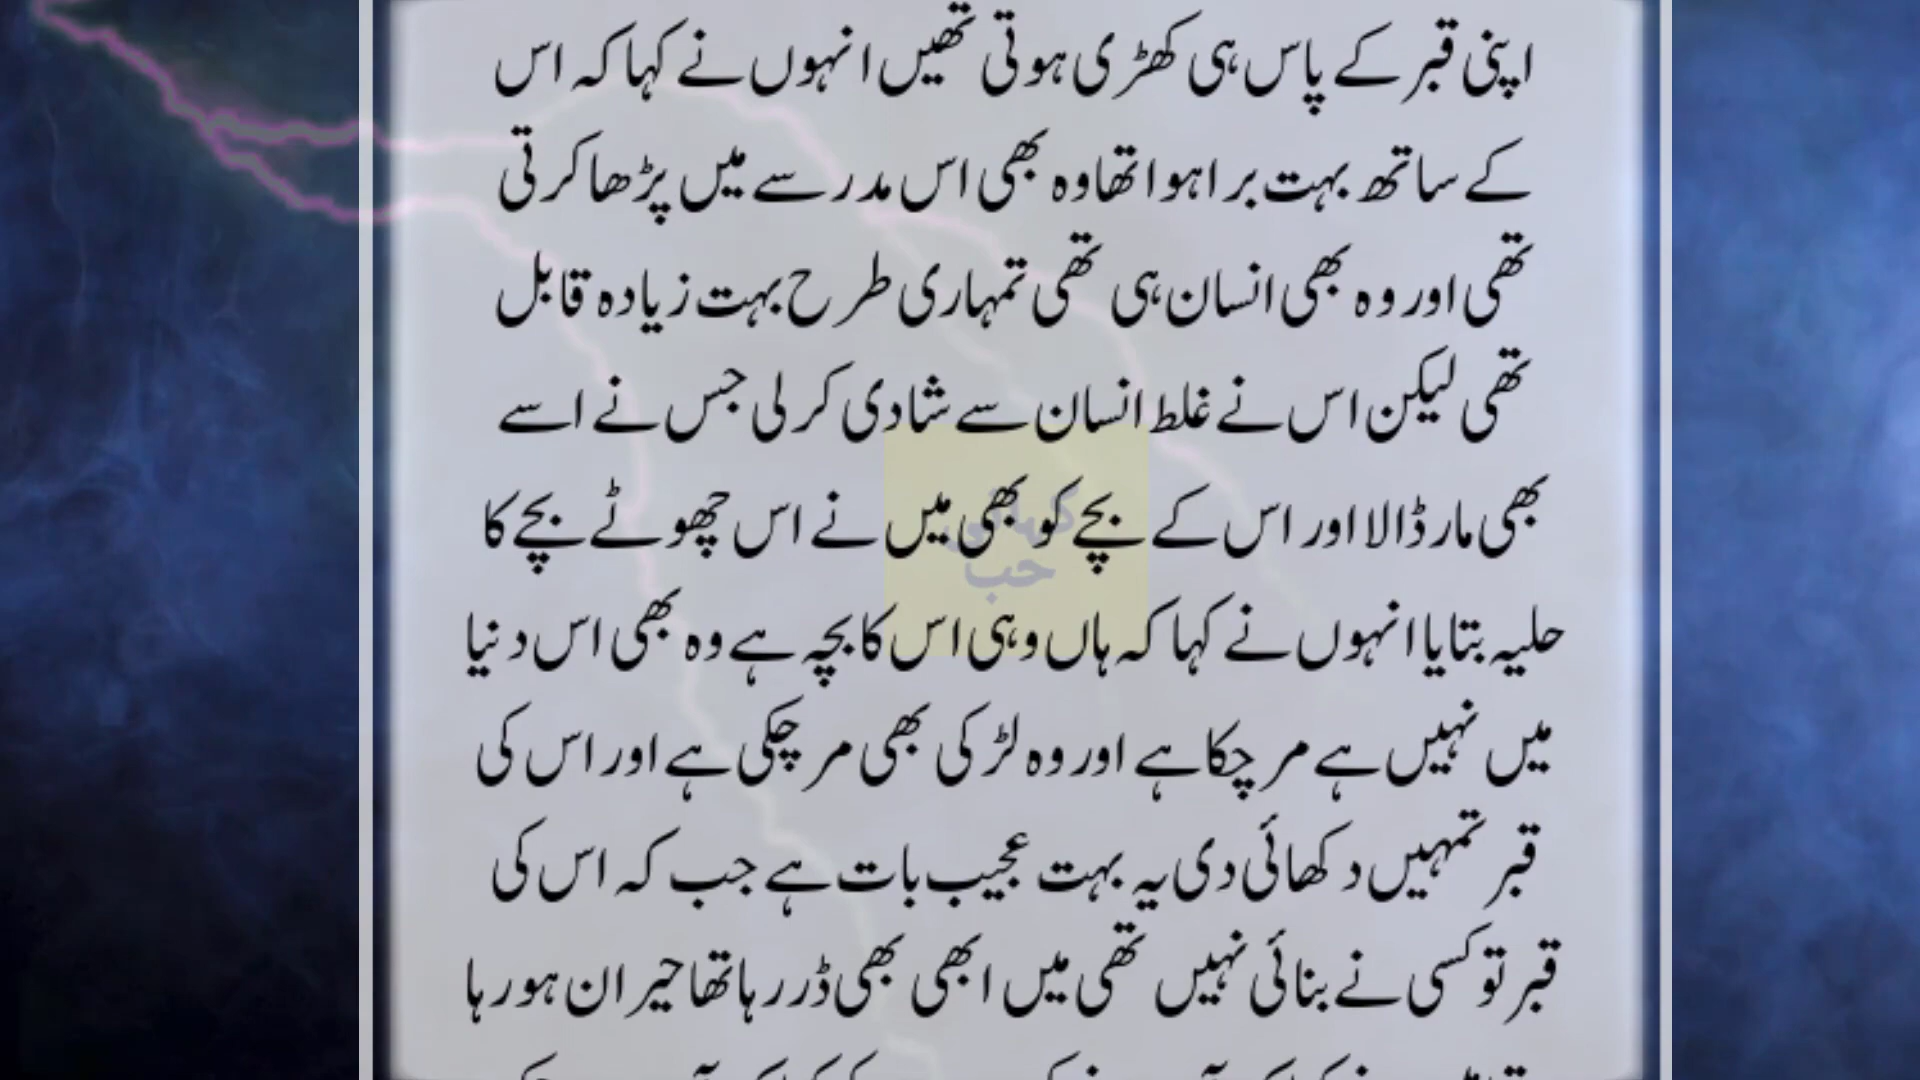 اپنی قبر کے پاس ہی کھڑی ہوتی تھیں انہوں نے کہا کہ اس
کے ساتھ بہت برا ہوا تھا وہ بھی اس مدرسے میں پڑھا کرتی
تھی اور وہ بھی انسان ہی تھی تمہاری طرح بہت زیادہ قابل
تھی لیکن اس نے غلط انسان سے شادی کر لی جس نے اسے
بھی مار ڈالا اور اس کے بچے کو بھی میں نے اس چھوٹے بچے کا
حلیہ بتایا انہوں نے کہا کہ ہاں وہی اس کا بچہ ہے وہ بھی اس دنیا
میں نہیں ہے مر چکا ہے اور وہ لڑکی بھی مر چکی ہے اور اس کی
قبر تمہیں دکھائی دی یہ بہت عجیب بات ہے جب کہ اس کی
قبر تو کسی نے بنائی نہیں تھی میں ابھی بھی ڈر رہا تھا حیران ہو رہا
حب